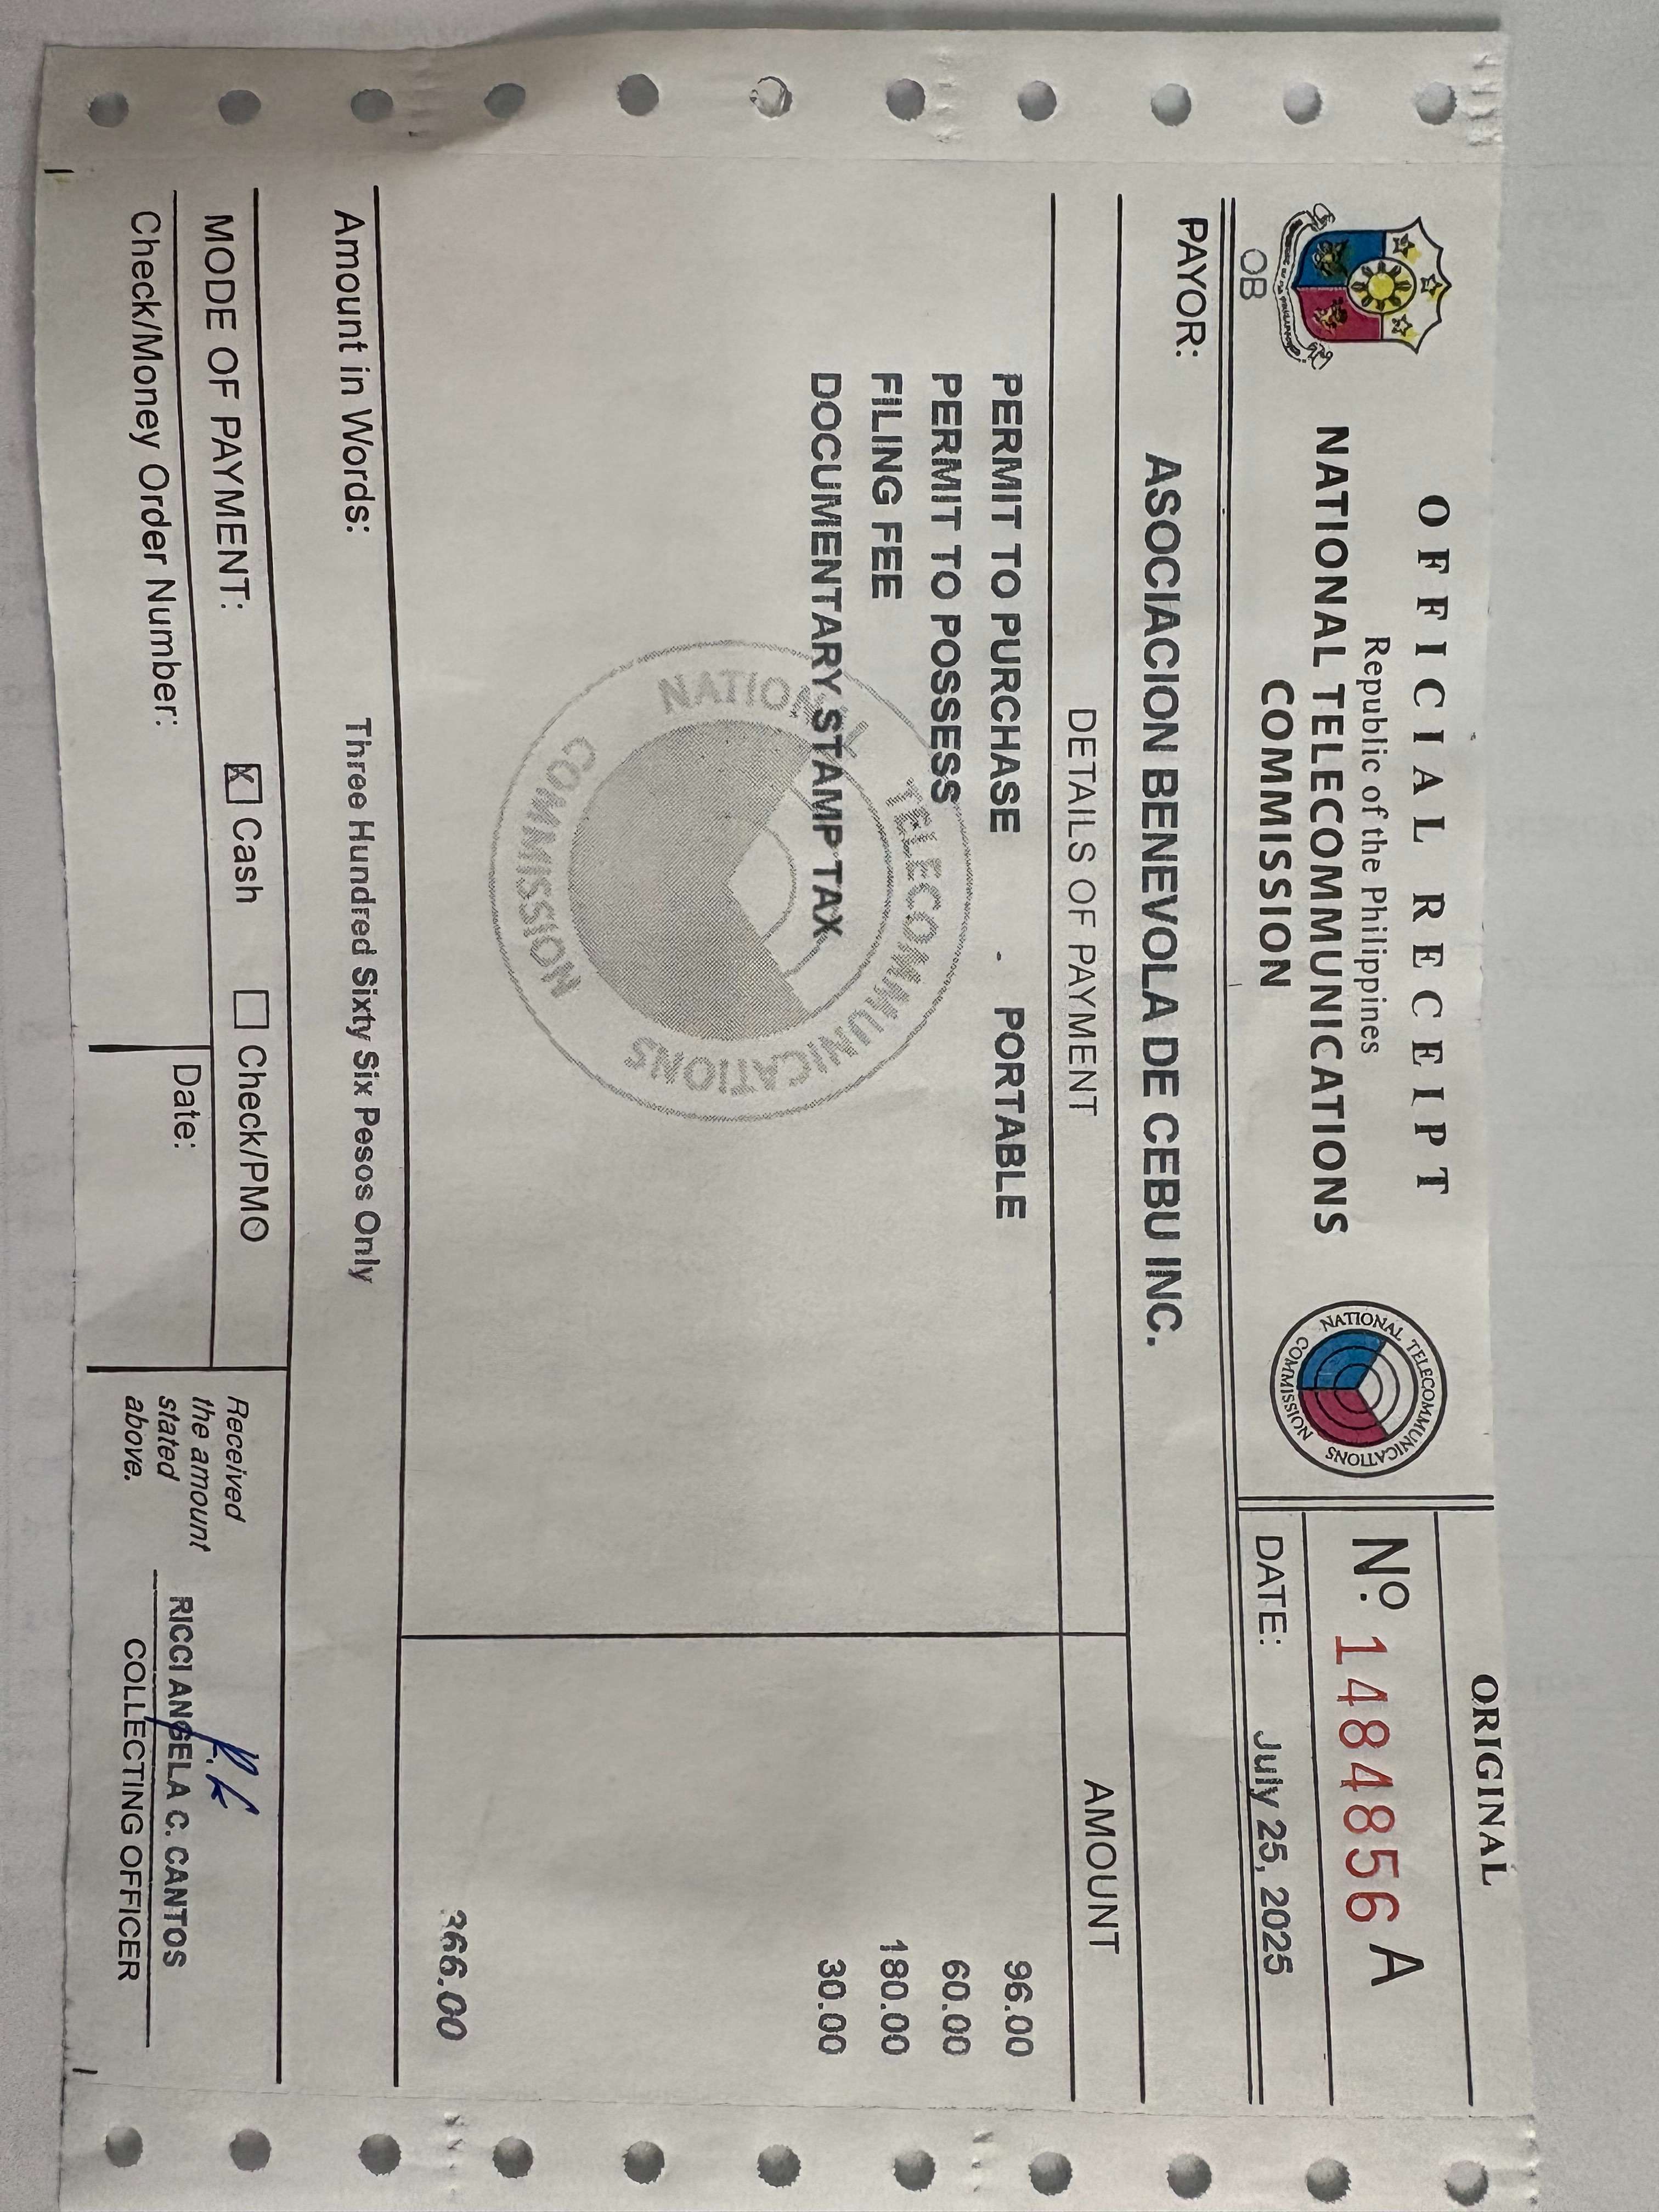 ORIGINAL
OFFICIAL RECEIPT
Republic of the Philippines
NATIONAL TELECOMMUNICATIONS
COMMISSION
NATIONAL TELECOMMUNICATIONS COMMISSION
Nº. 1484856 A
OB
DATE: July 25, 2025
PAYOR: ASOCIACION BENEVOLA DE CEBU INC.
DETAILS OF PAYMENT AMOUNT
PERMIT TO PURCHASE - PORTABLE 96.00
PERMIT TO POSSESS 60.00
FILING FEE 180.00
DOCUMENTARY STAMP TAX 30.00
NATIONAL TELECOMMUNICATIONS COMMISSION
366.00
Amount in Words: Three Hundred Sixty Six Pesos Only
MODE OF PAYMENT: Cash Check/PMO
Check/Money Order Number: Date:
Received
the amount
stated
above.
RICCI ANGELA C. CANTOS
COLLECTING OFFICER